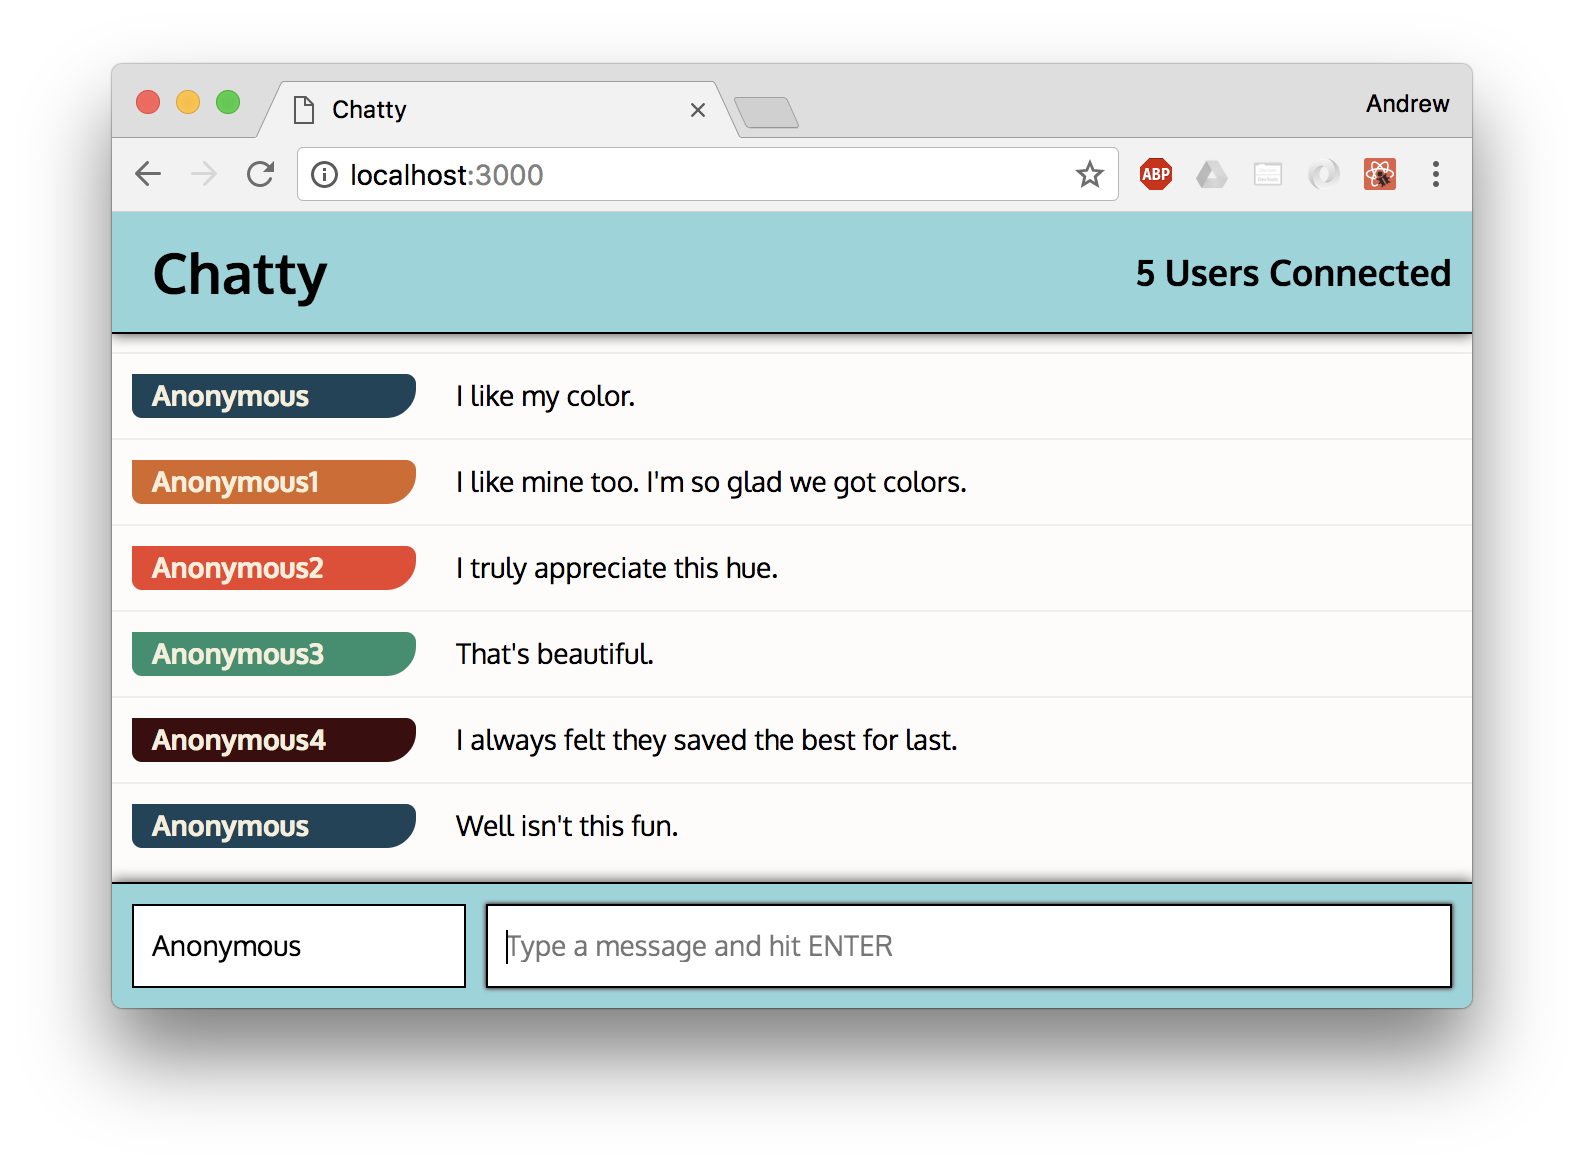 Chatty
Andrew
localhost:3000
ABP
Chatty
5 Users Connected
Anonymous
I like my color.
Anonymous1
I like mine too. I'm so glad we got colors.
Anonymous2
I truly appreciate this hue.
Anonymous3
That's beautiful.
Anonymous4
I always felt they saved the best for last.
Anonymous
Well isn't this fun.
Anonymous
Type a message and hit ENTER